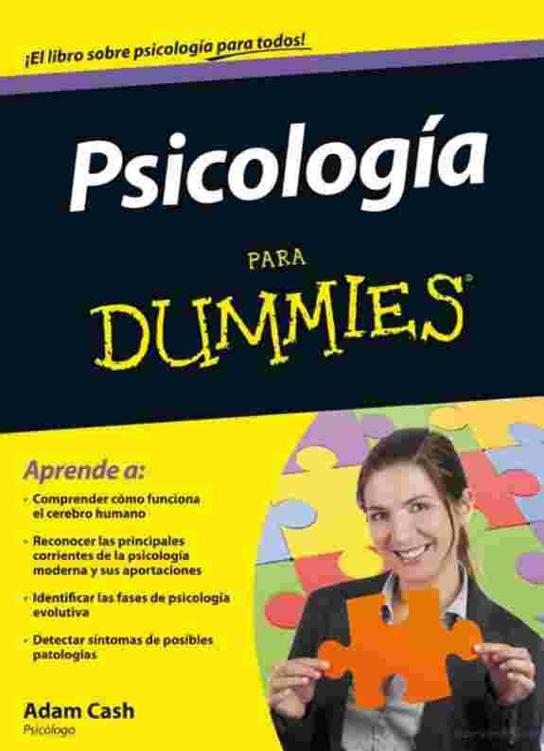 ¡El libro sobre psicología para todos!
Psicología
PARA
DUMMIES®
Aprende a:
• Comprender cómo funciona
el cerebro humano
• Reconocer las principales
corrientes de la psicología
moderna y sus aportaciones
• Identificar las fases de psicología
evolutiva
• Detectar síntomas de posibles
patologías
Adam Cash
Psicólogo